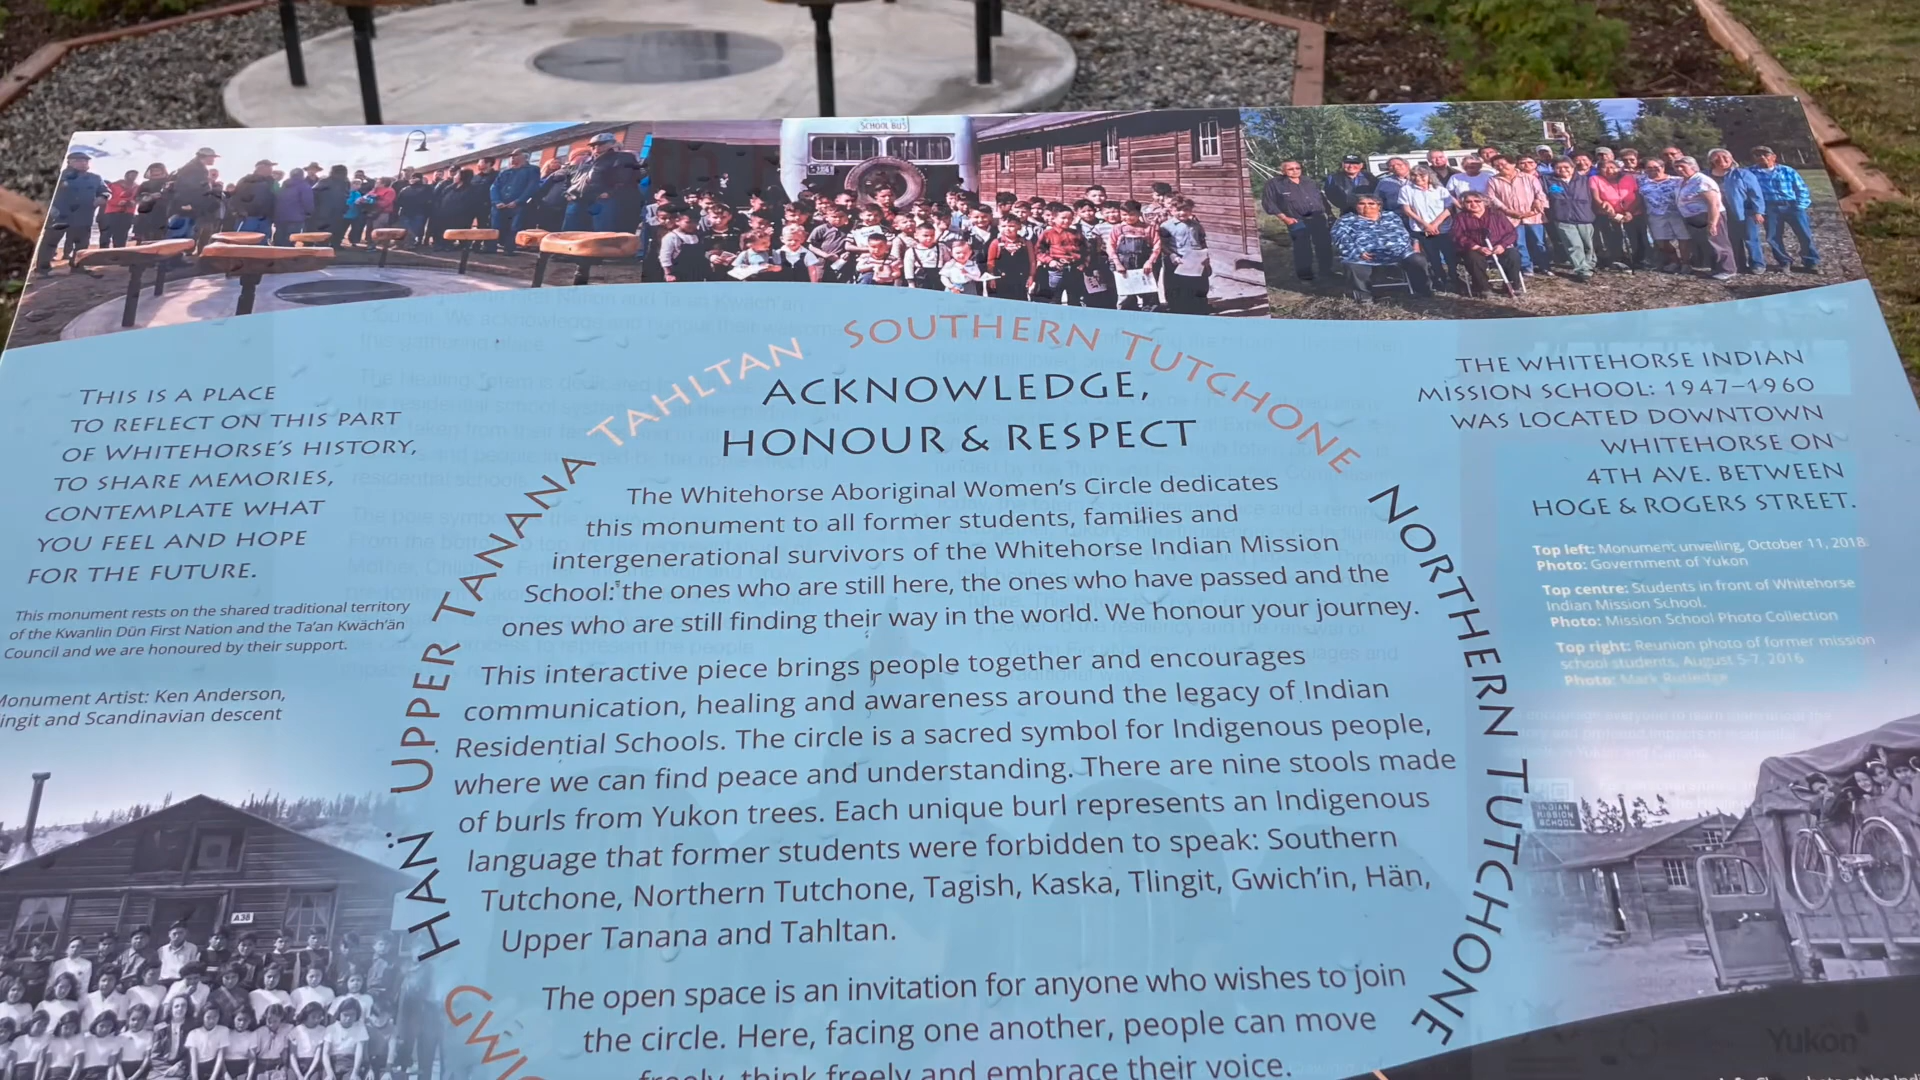 SCHOOL BUS
THIS IS A PLACE
TO REFLECT ON THIS PART
OF WHITEHORSE'S HISTORY,
TO SHARE MEMORIES,
CONTEMPLATE WHAT
YOU FEEL AND HOPE
FOR THE FUTURE.
This monument rests on the shared traditional territory
of the Kwanlin Dün First Nation and the Ta'an Kwäch'än
Council and we are honoured by their support.
Monument Artist: Ken Anderson,
and Scandinavian descent
HÄN UPPER TANANA TAHLTAN SOUTHERN TUTCHONE NORTHERN TUTCHONE
ACKNOWLEDGE,
HONOUR & RESPECT
The Whitehorse Aboriginal Women's Circle dedicates
this monument to all former students, families and
intergenerational survivors of the Whitehorse Indian Mission
School: the ones who are still here, the ones who have passed and the
ones who are still finding their way in the world. We honour your journey.
This interactive piece brings people together and encourages
communication, healing and awareness around the legacy of Indian
Residential Schools. The circle is a sacred symbol for Indigenous people,
where we can find peace and understanding. There are nine stools made
of burls from Yukon trees. Each unique burl represents an Indigenous
language that former students were forbidden to speak: Southern
Tutchone, Northern Tutchone, Tagish, Kaska, Tlingit, Gwich'in, Hän,
Upper Tanana and Tahltan.
The open space is an invitation for anyone who wishes to join
the circle. Here, facing one another, people can move
freely, think freely and embrace their voice.
THE WHITEHORSE INDIAN
MISSION SCHOOL: 1947–1960
WAS LOCATED DOWNTOWN
WHITEHORSE ON
4TH AVE. BETWEEN
HOGE & ROGERS STREET.
Top left: Monument unveiling, October 11, 2018.
Photo: Government of Yukon
Top centre: Students in front of Whitehorse
Indian Mission School.
Photo: Mission School Photo Collection
Top right: Reunion photo of former mission
school students, August 5-7, 2016
Photo: Mark Rutledge
A38
INDIAN
MISSION
SCHOOL
Yukon